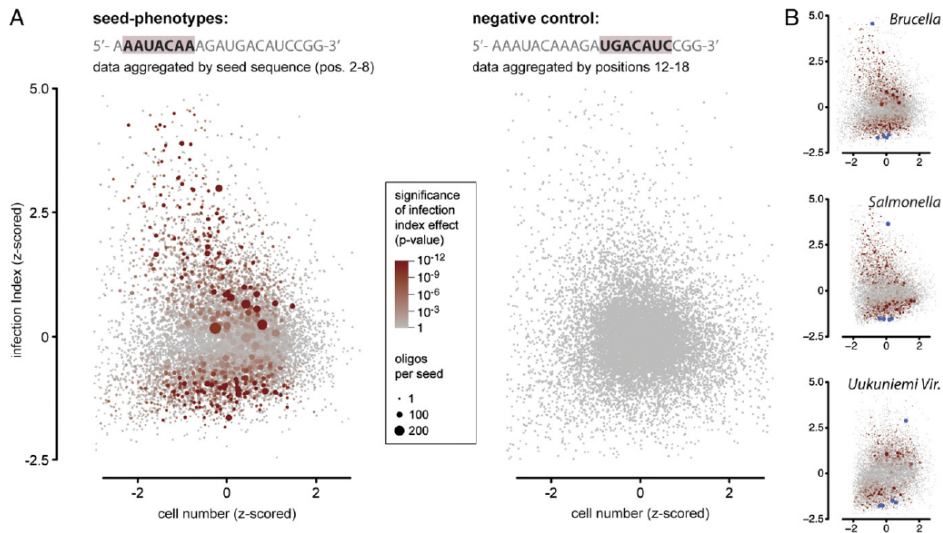 A
seed-phenotypes:
5’- AAAUACAAAGAUGACAUCCGG-3’
data aggregated by seed sequence (pos. 2-8)
negative control:
5’- AAAUACAAAGAUGACAUCCGG-3’
data aggregated by positions 12-18
infection Index (z-scored)
5.0
2.5
0
-2.5
-2
0
2
cell number (z-scored)
significance
of infection
index effect
(p-value)
10-12
10-9
10-6
10-3
1
oligos
per seed
1
100
200
-2
0
2
cell number (z-scored)
B
Brucella
5.0
2.5
0
−2.5
−2
0
2
Salmonella
5.0
2.5
0
−2.5
−2
0
2
Uukuniemi Vir.
5.0
2.5
0
−2.5
−2
0
2